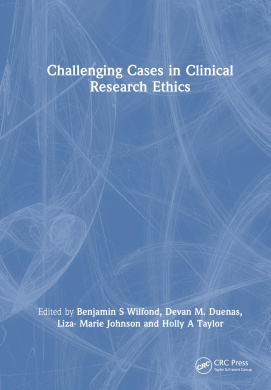 Challenging Cases in Clinical
Research Ethics
Edited by Benjamin S Wilfond, Devan M. Duenas,
Liza- Marie Johnson and Holly A Taylor
CRC
CRC Press
Taylor & Francis Group